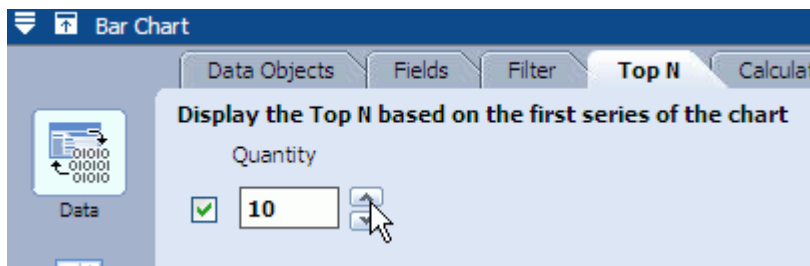 Bar Chart
Data Objects Fields Filter Top N Calculat
Display the Top N based on the first series of the chart
Quantity
10
Data